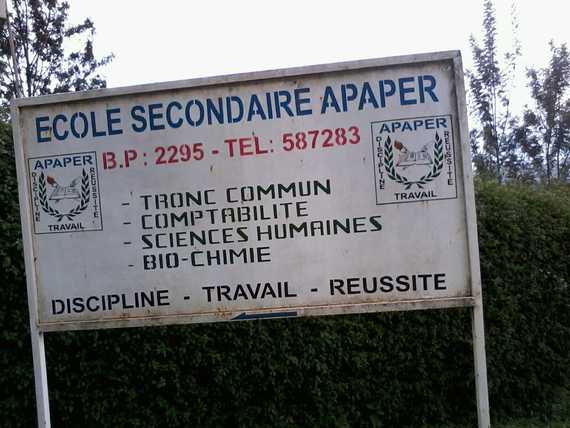 ECOLE SECONDAIRE APAPER
B.P : 2295 - TEL: 587283
- TRONC COMMUN
- COMPTABILITE
- SCIENCES HUMAINES
- BIO-CHIMIE
DISCIPLINE - TRAVAIL - REUSSITE
APAPER
DISCIPLINE
REUSSITE
TRAVAIL
APAPER
DISCIPLINE
REUSSITE
TRAVAIL